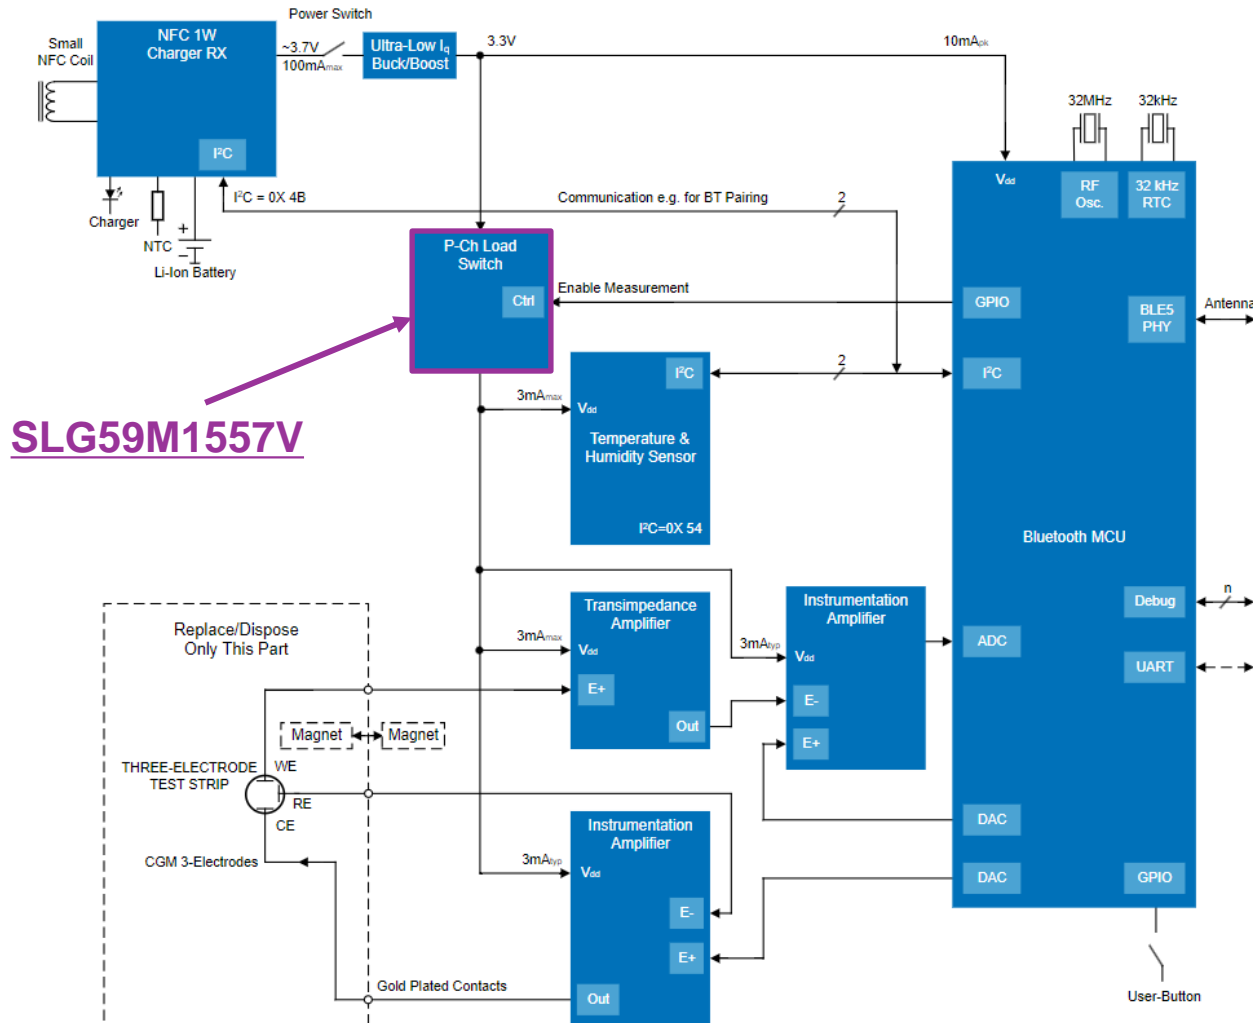 Power Switch
Small
NFC Coil
NFC 1W
Charger RX
~3.7V
100mAmax
Ultra-Low Iq
Buck/Boost
3.3V
10mApk
32MHz
32kHz
I²C
Vdd
RF
Osc.
32 kHz
RTC
I²C = 0X 4B
Communication e.g. for BT Pairing
2
Charger
NTC
+
-
Li-Ion Battery
P-Ch Load
Switch
Ctrl
Enable Measurement
GPIO
BLE5
PHY
Antenna
SLG59M1557V
I²C
2
I²C
3mAmax
Vdd
Temperature &
Humidity Sensor
I²C=0X 54
Bluetooth MCU
Replace/Dispose
Only This Part
Transimpedance
Amplifier
3mAmax
Vdd
E+
Out
Instrumentation
Amplifier
3mAtyp
Vdd
E-
E+
ADC
Debug
n
UART
Magnet
Magnet
THREE-ELECTRODE
TEST STRIP
WE
RE
CE
CGM 3-Electrodes
Instrumentation
Amplifier
3mAtyp
Vdd
E-
E+
Out
DAC
DAC
GPIO
Gold Plated Contacts
User-Button